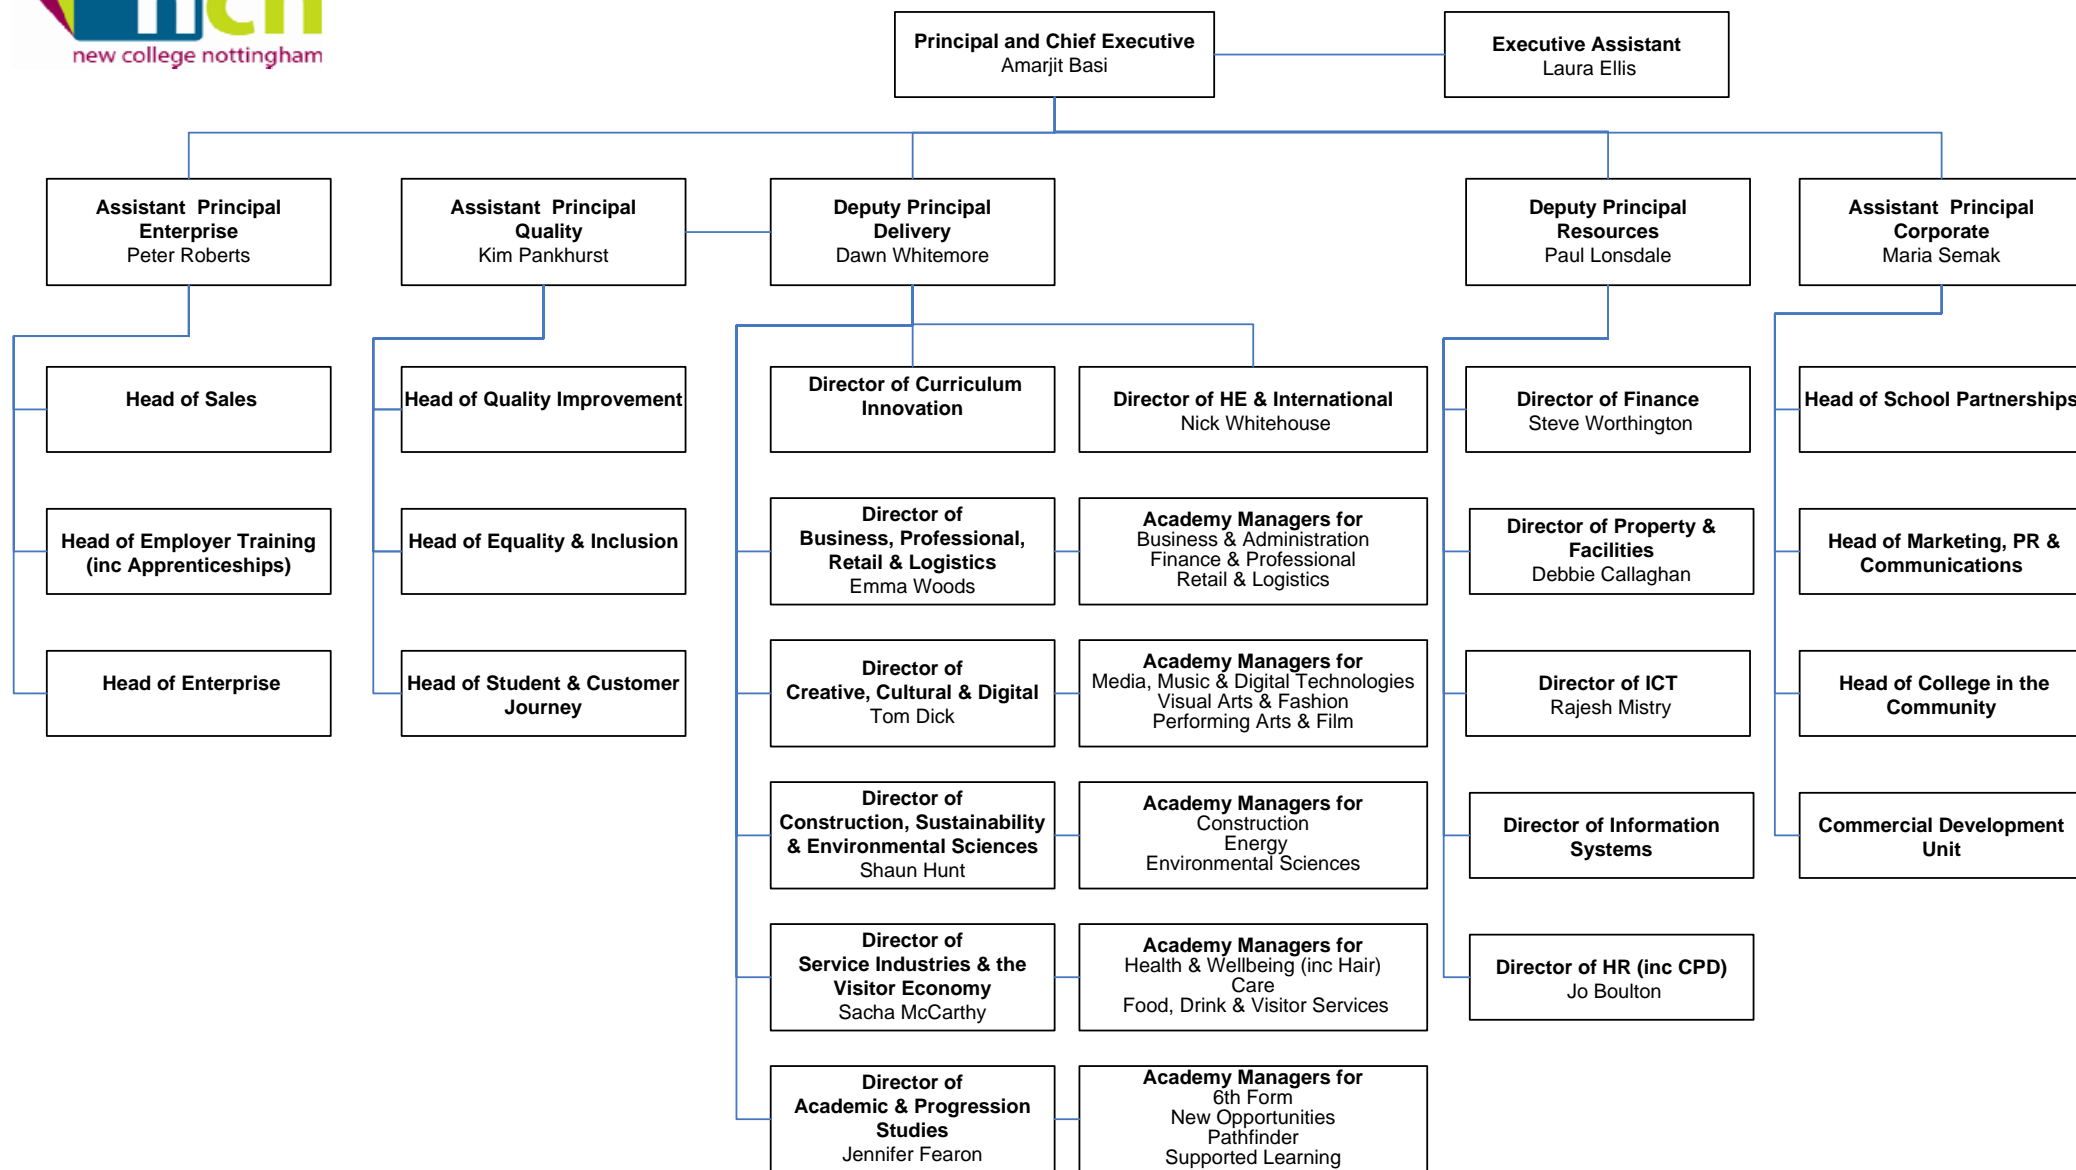 ncn
new college nottingham
Principal and Chief Executive
Amarjit Basi
Executive Assistant
Laura Ellis
Assistant Principal
Enterprise
Peter Roberts
Assistant Principal
Quality
Kim Pankhurst
Deputy Principal
Delivery
Dawn Whitemore
Deputy Principal
Resources
Paul Lonsdale
Assistant Principal
Corporate
Maria Semak
Head of Sales
Head of Quality Improvement
Director of Curriculum
Innovation
Director of HE & International
Nick Whitehouse
Director of Finance
Steve Worthington
Head of School Partnerships
Head of Employer Training
(inc Apprenticeships)
Head of Equality & Inclusion
Director of
Business, Professional,
Retail & Logistics
Emma Woods
Academy Managers for
Business & Administration
Finance & Professional
Retail & Logistics
Director of Property &
Facilities
Debbie Callaghan
Head of Marketing, PR &
Communications
Head of Enterprise
Head of Student & Customer
Journey
Director of
Creative, Cultural & Digital
Tom Dick
Academy Managers for
Media, Music & Digital Technologies
Visual Arts & Fashion
Performing Arts & Film
Director of ICT
Rajesh Mistry
Head of College in the
Community
Director of
Construction, Sustainability
& Environmental Sciences
Shaun Hunt
Academy Managers for
Construction
Energy
Environmental Sciences
Director of Information
Systems
Commercial Development
Unit
Director of
Service Industries & the
Visitor Economy
Sacha McCarthy
Academy Managers for
Health & Wellbeing (inc Hair)
Care
Food, Drink & Visitor Services
Director of HR (inc CPD)
Jo Boulton
Director of
Academic & Progression
Studies
Jennifer Fearon
Academy Managers for
6th Form
New Opportunities
Pathfinder
Supported Learning